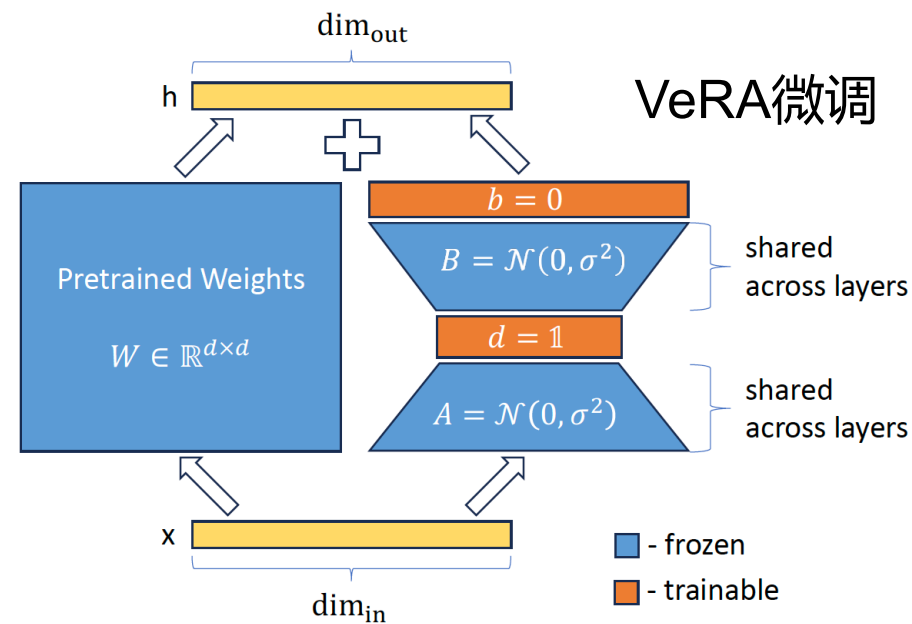 dim_out
VeRA微调
h
b = 0
Pretrained Weights
W ∈ ℝ^{d×d}
B = 𝒩(0, σ²)
shared
across layers
d = 𝟙
A = 𝒩(0, σ²)
shared
across layers
x
dim_in
- frozen
- trainable